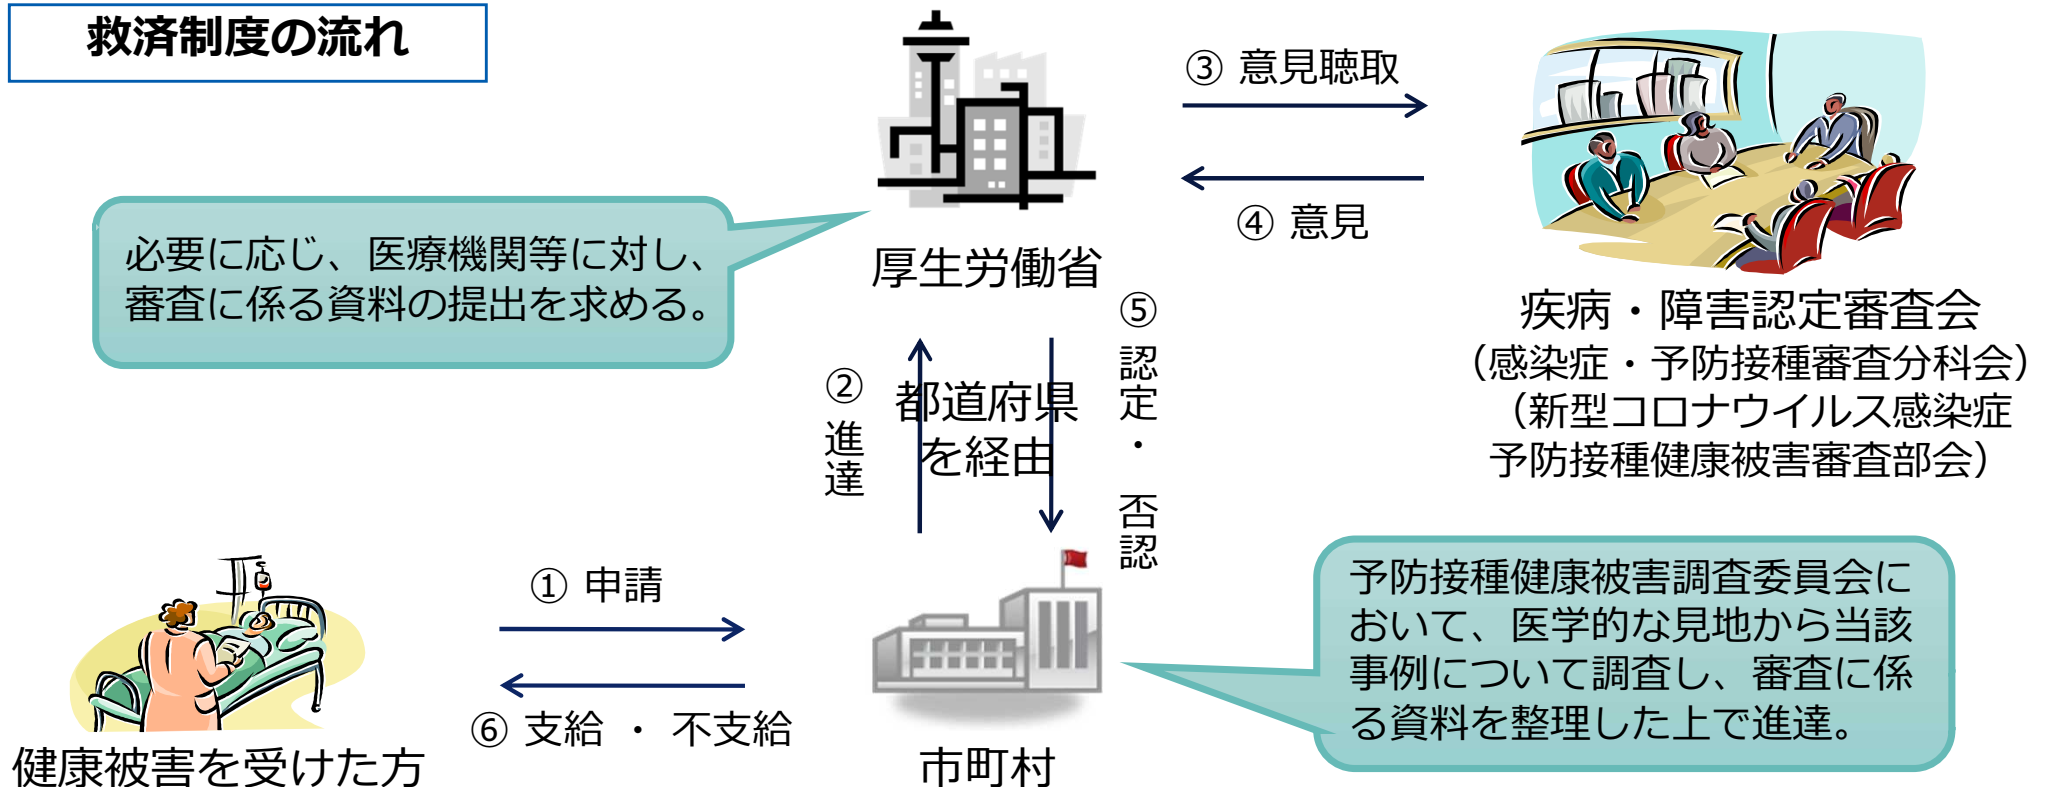 救済制度の流れ
③ 意見聴取
④ 意見
必要に応じ、医療機関等に対し、
審査に係る資料の提出を求める。
厚生労働省
疾病・障害認定審査会
（感染症・予防接種審査分科会）
（新型コロナウイルス感染症
予防接種健康被害審査部会）
② 進達
都道府県
を経由
⑤ 認定・ 否認
① 申請
⑥ 支給 ・ 不支給
健康被害を受けた方
市町村
予防接種健康被害調査委員会に
おいて、医学的な見地から当該
事例について調査し、審査に係
る資料を整理した上で進達。